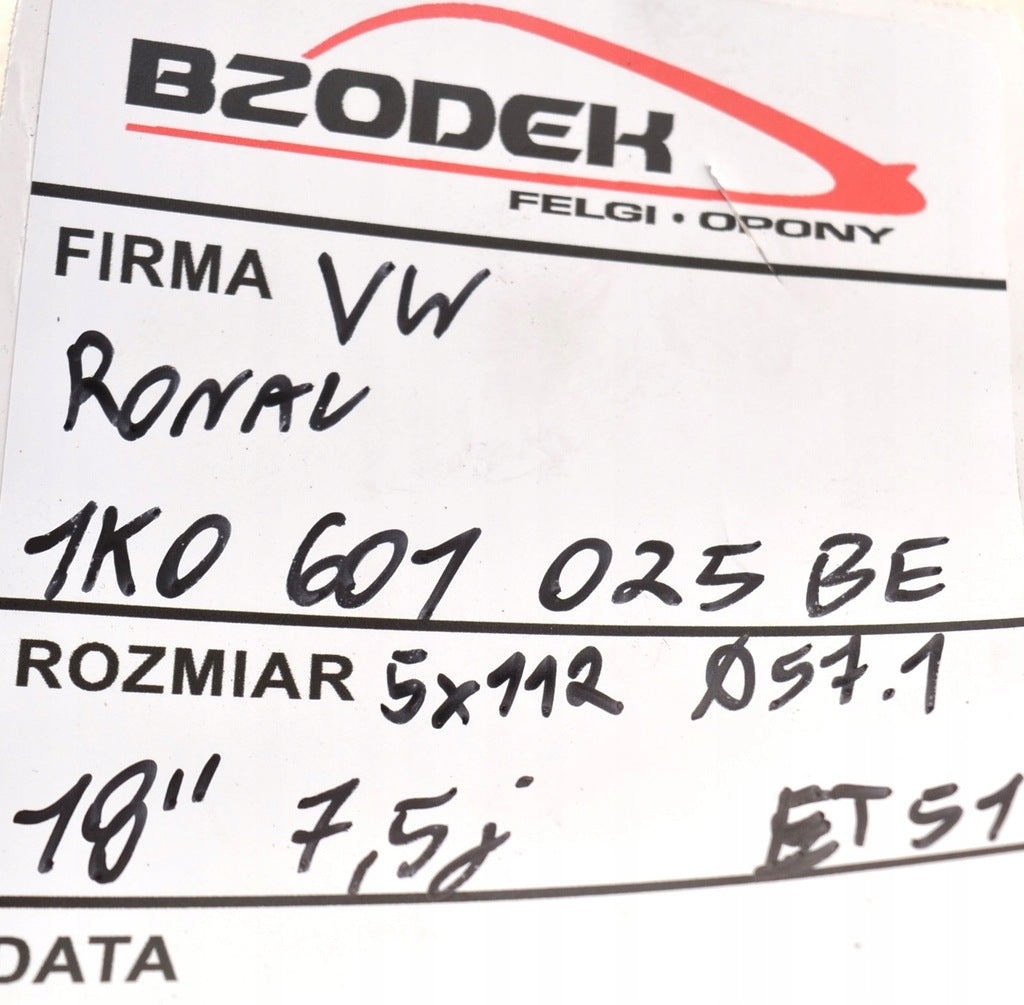 BZODEK
FELGI • OPONY
FIRMA VW
RONAL
1K0 601 025 BE
ROZMIAR 5x112 Ø57.1
18" 7,5j ET51
DATA